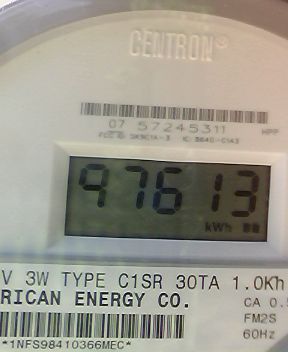 CENTRON®
07 57245311 HPP
97613
kWh
V 3W TYPE C1SR 30TA 1.0Kh
RICAN ENERGY CO.
CA 0.5
FM2S
60Hz
*1NFS98410366MEC*